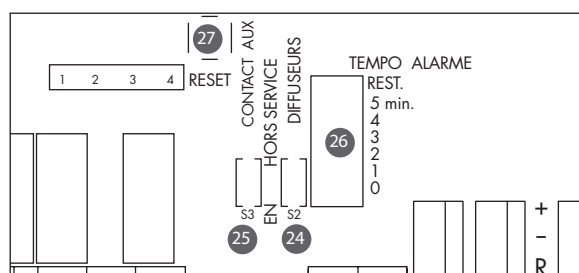 27
CONTACT AUX
1 2 3 4 RESET
HORS SERVICE
EN
DIFFUSEURS
TEMPO ALARME
REST.
5 min.
4
3
2
1
0
26
S3
S2
25
24
+
–
R